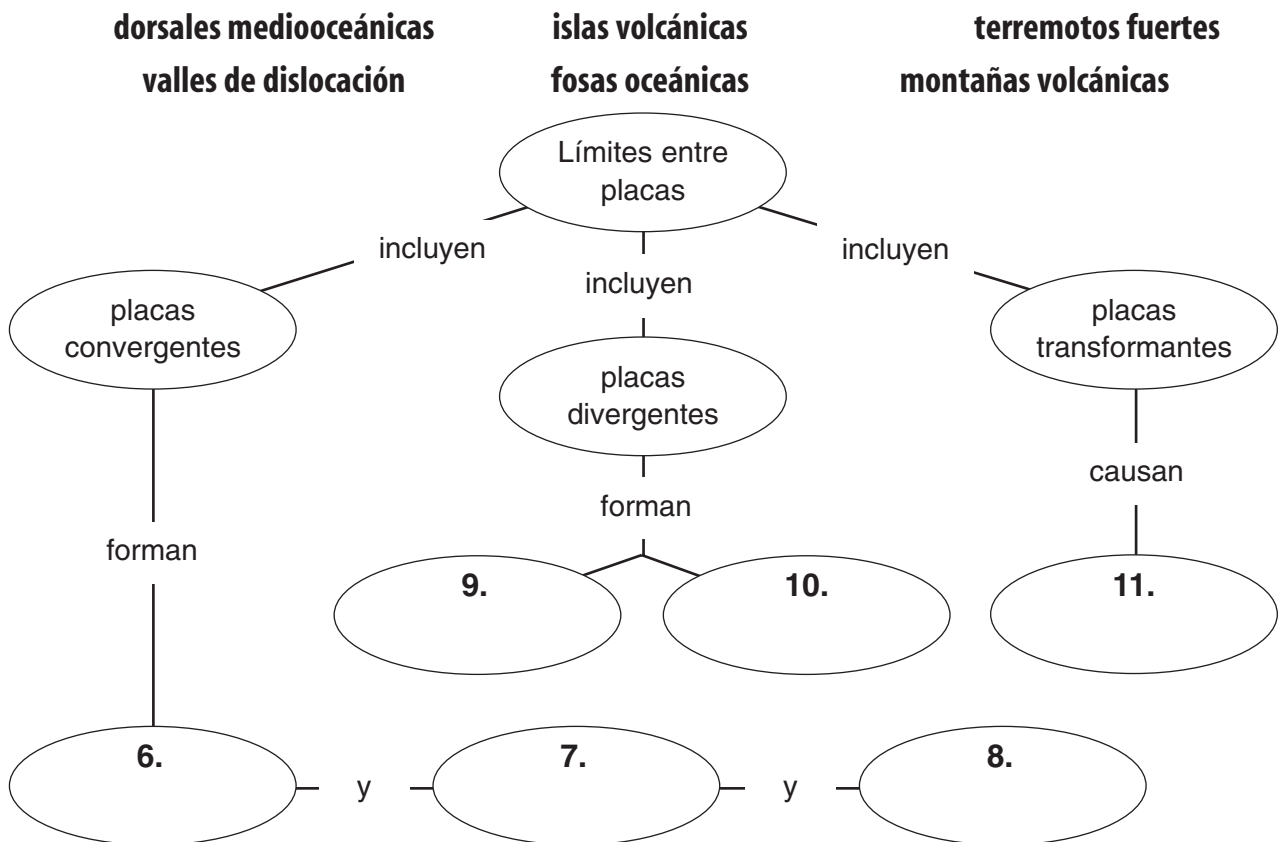 dorsales mediooceánicas islas volcánicas terremotos fuertes
valles de dislocación fosas oceánicas montañas volcánicas
Límites entre
placas
incluyen
incluyen
incluyen
placas
convergentes
placas
divergentes
placas
transformantes
forman
forman
causan
9.
10.
11.
6.
y
7.
y
8.